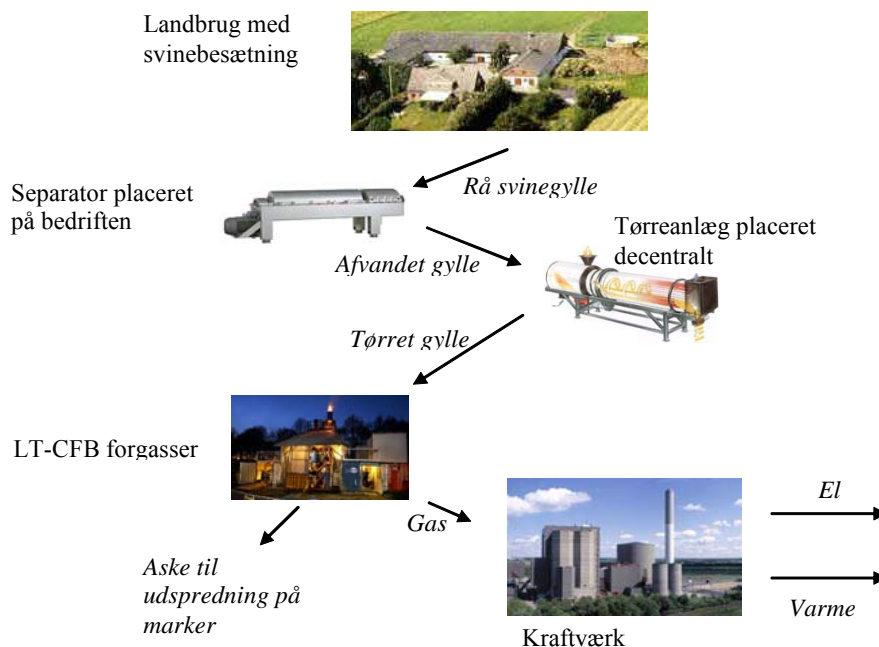 Landbrug med
svinebesætning
Rå svinegylle
Separator placeret
på bedriften
Tørreanlæg placeret
decentralt
Afvandet gylle
Tørret gylle
LT-CFB forgasser
Gas
El
Aske til
udspredning på
marker
Varme
Kraftværk